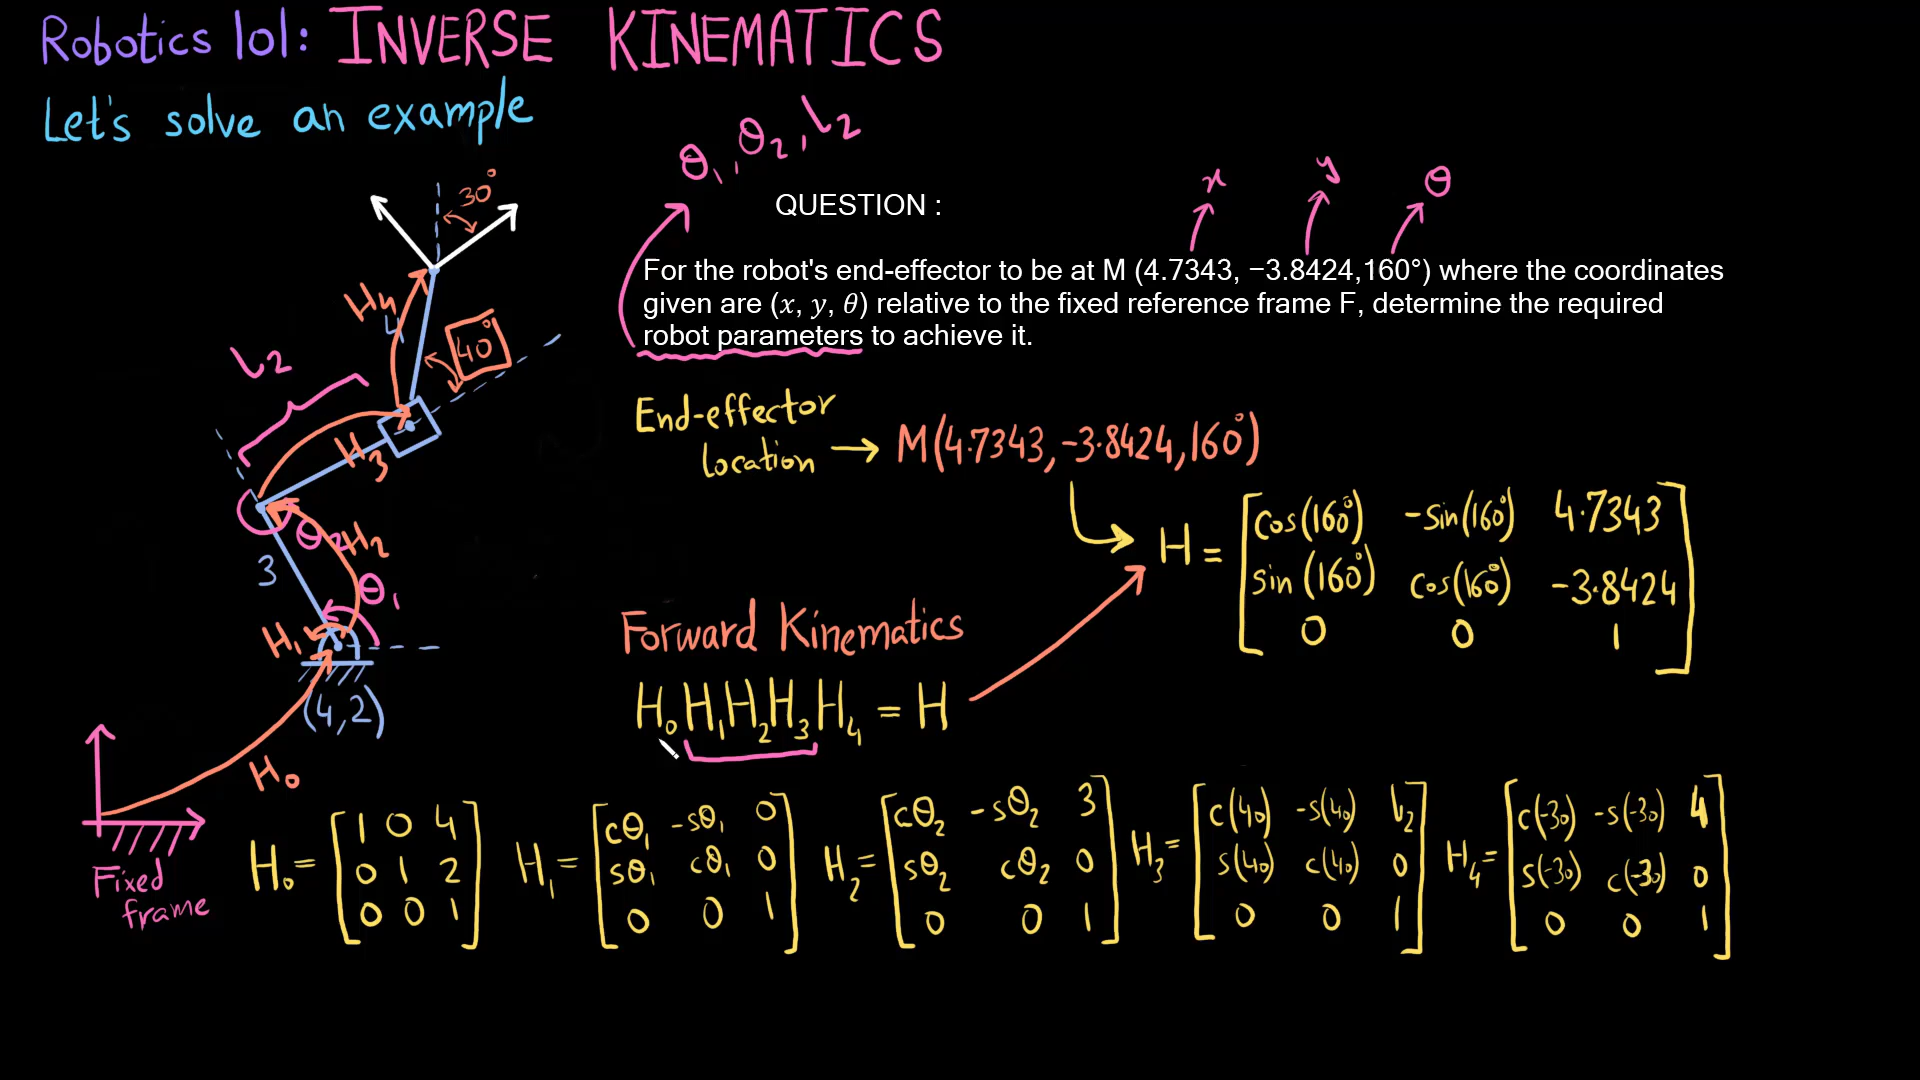 Robotics 101: INVERSE KINEMATICS
Let's solve an example
θ₁, θ₂, l₂
x y θ
QUESTION :
For the robot's end-effector to be at M (4.7343, −3.8424,160°) where the coordinates
given are (x, y, θ) relative to the fixed reference frame F, determine the required
robot parameters to achieve it.
30°
H₄
4
40°
l₂
H₃
θ₂
H₂
3
θ₁
H₁
(4,2)
H₀
Fixed
frame
End-effector
location → M(4.7343, -3.8424, 160°)
H = [cos(160°) -sin(160°) 4.7343
sin(160°) cos(160°) -3.8424
0 0 1]
Forward Kinematics
H₀H₁H₂H₃H₄ = H
H₀ = [1 0 4
0 1 2
0 0 1]
H₁ = [cθ₁ -sθ₁ 0
sθ₁ cθ₁ 0
0 0 1]
H₂ = [cθ₂ -sθ₂ 3
sθ₂ cθ₂ 0
0 0 1]
H₃ = [c(40) -s(40) l₂
s(40) c(40) 0
0 0 1]
H₄ = [c(-30) -s(-30) 4
s(-30) c(-30) 0
0 0 1]